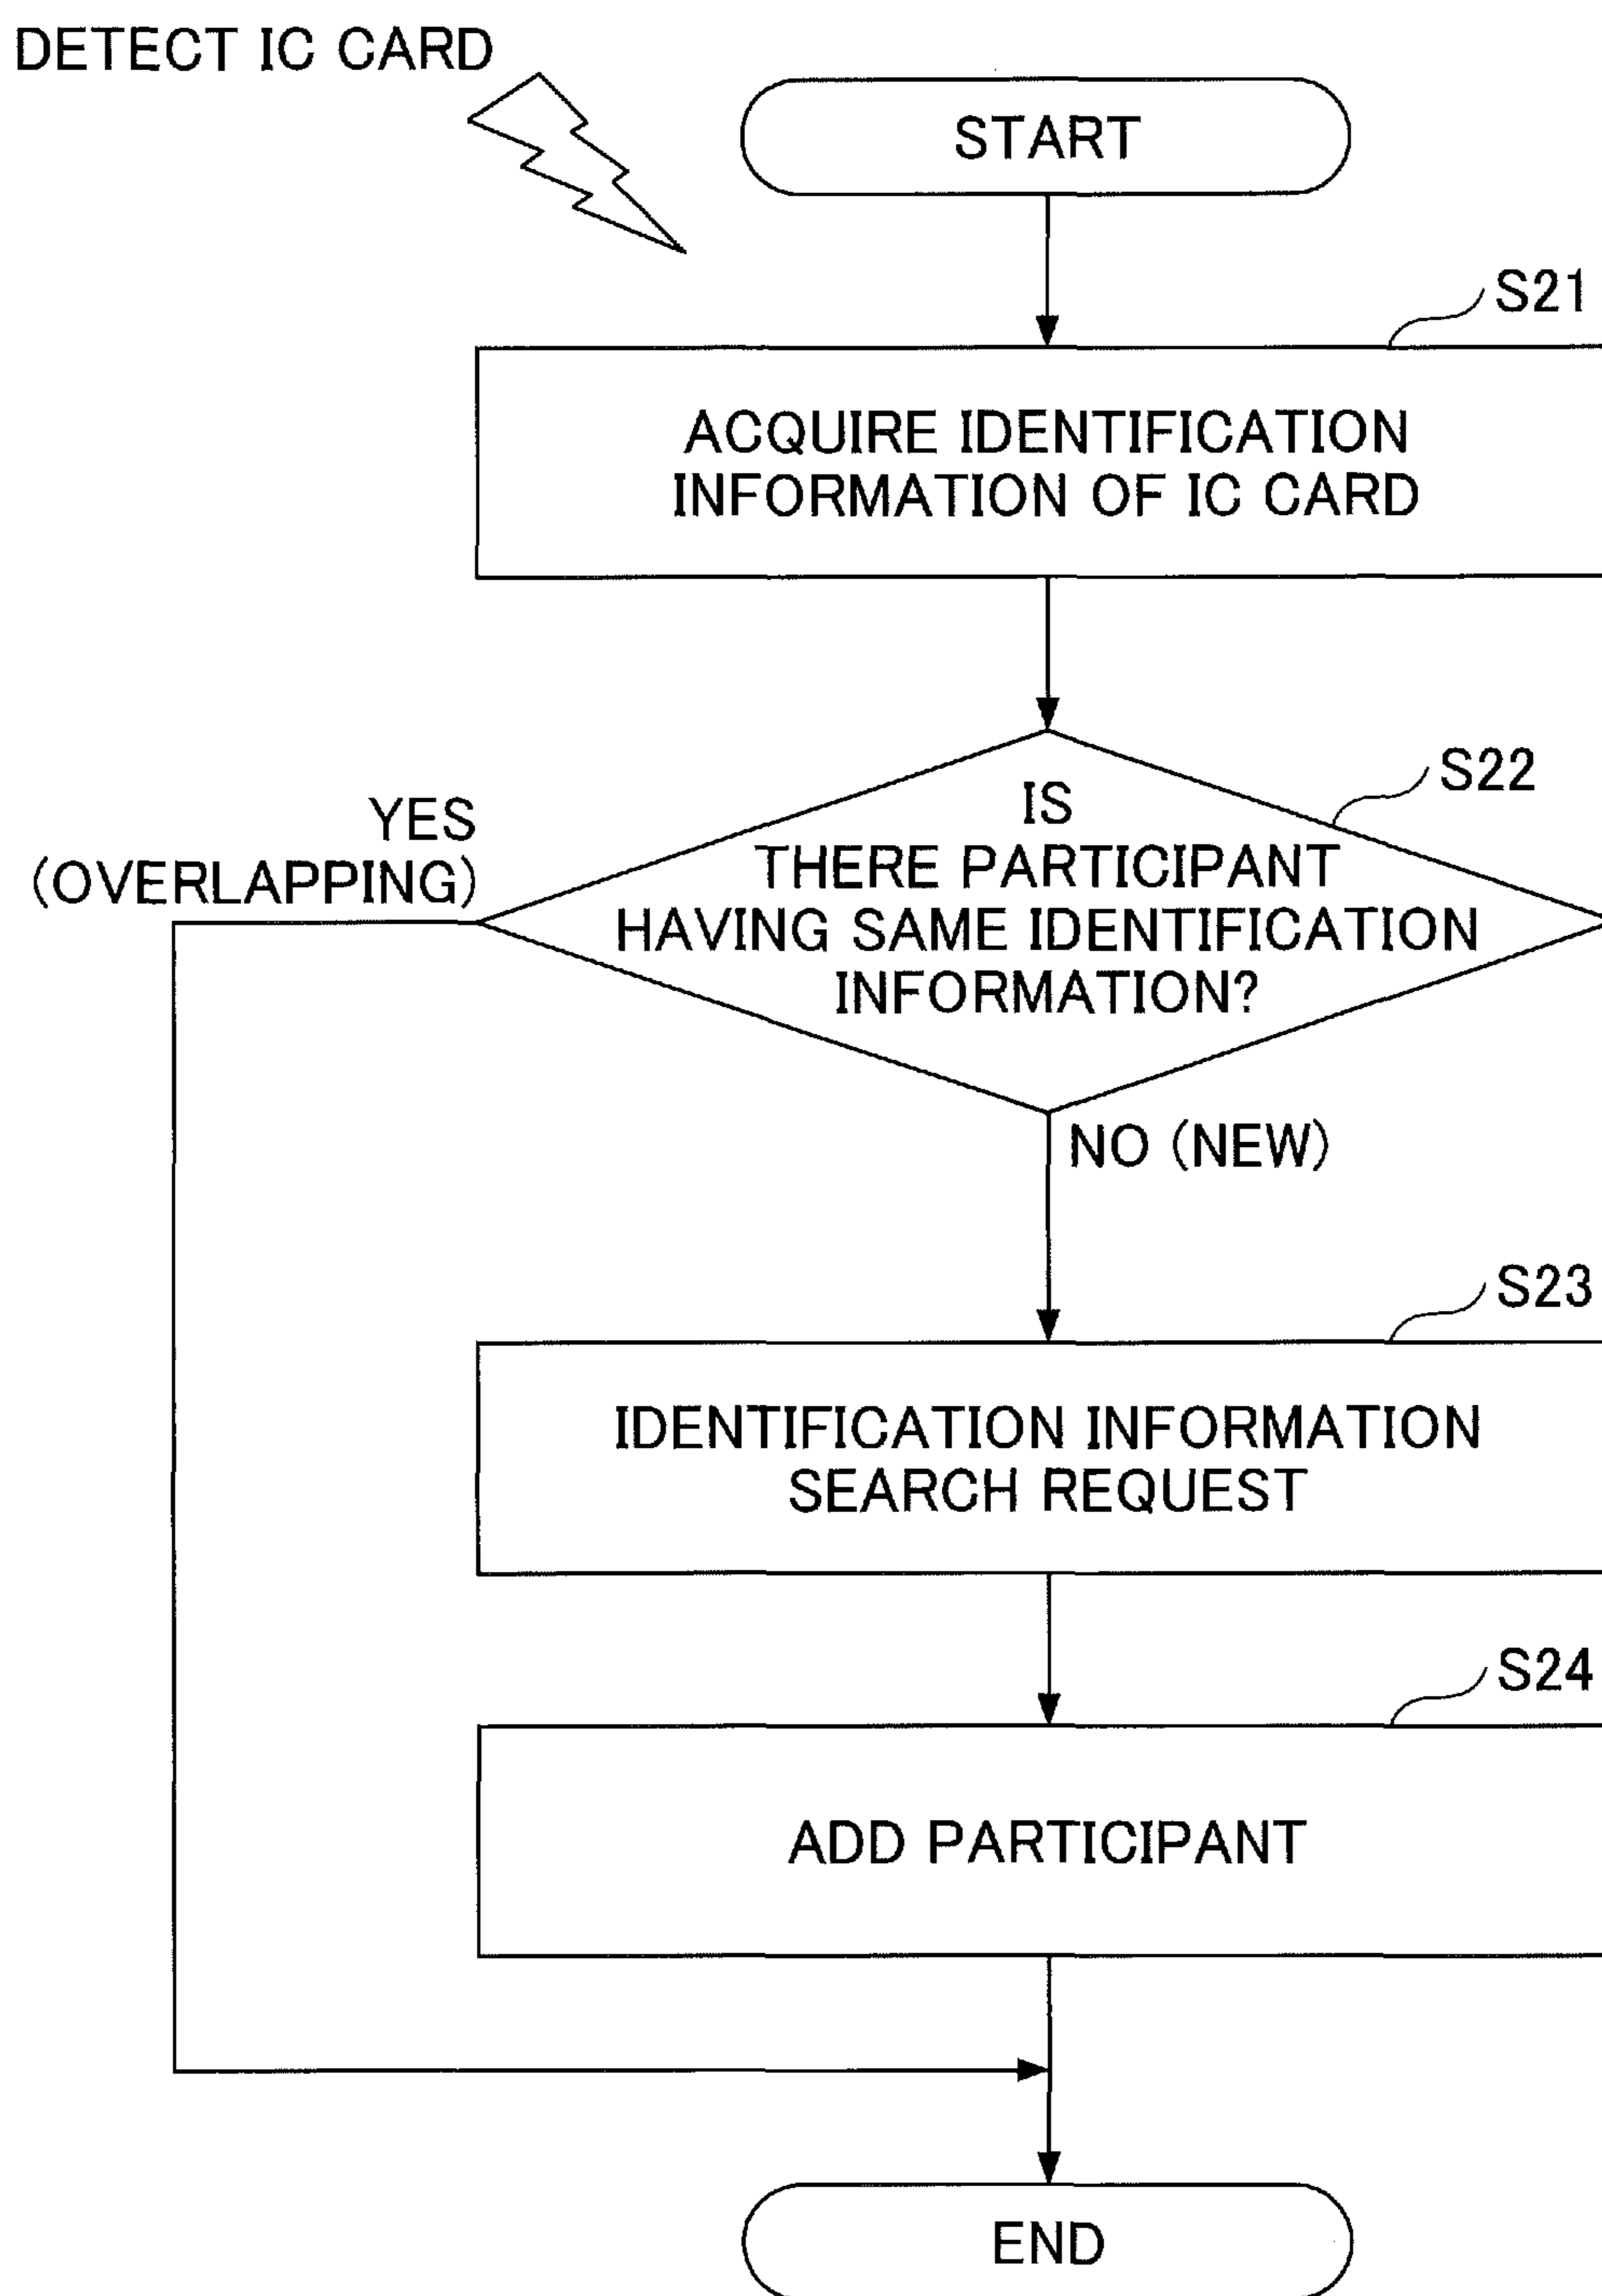 DETECT IC CARD
START
S21
ACQUIRE IDENTIFICATION
INFORMATION OF IC CARD
S22
IS
THERE PARTICIPANT
HAVING SAME IDENTIFICATION
INFORMATION?
YES
(OVERLAPPING)
NO (NEW)
S23
IDENTIFICATION INFORMATION
SEARCH REQUEST
S24
ADD PARTICIPANT
END